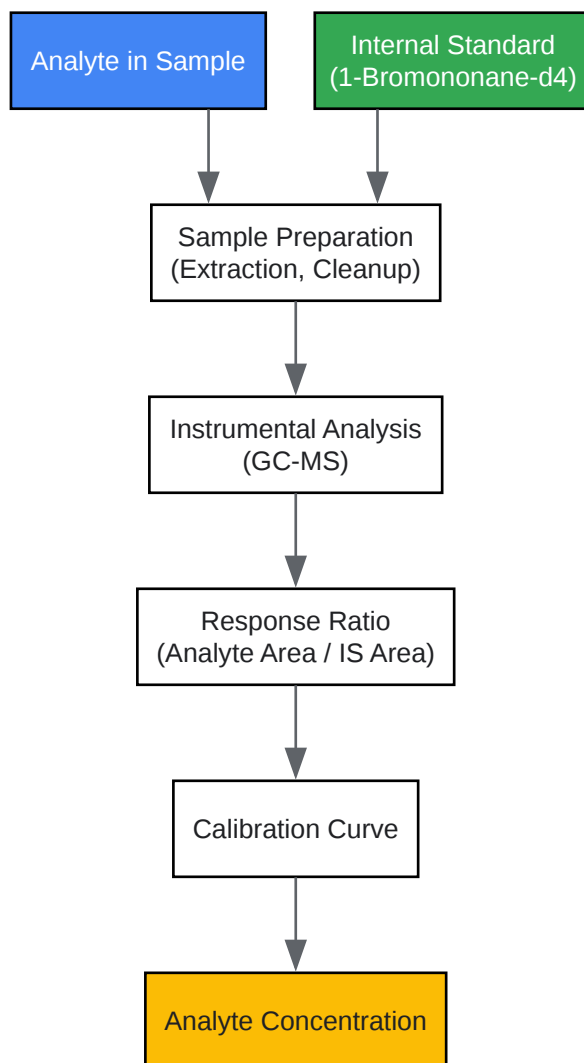 Analyte in Sample
Internal Standard
(1-Bromononane-d4)
Sample Preparation
(Extraction, Cleanup)
Instrumental Analysis
(GC-MS)
Response Ratio
(Analyte Area / IS Area)
Calibration Curve
Analyte Concentration